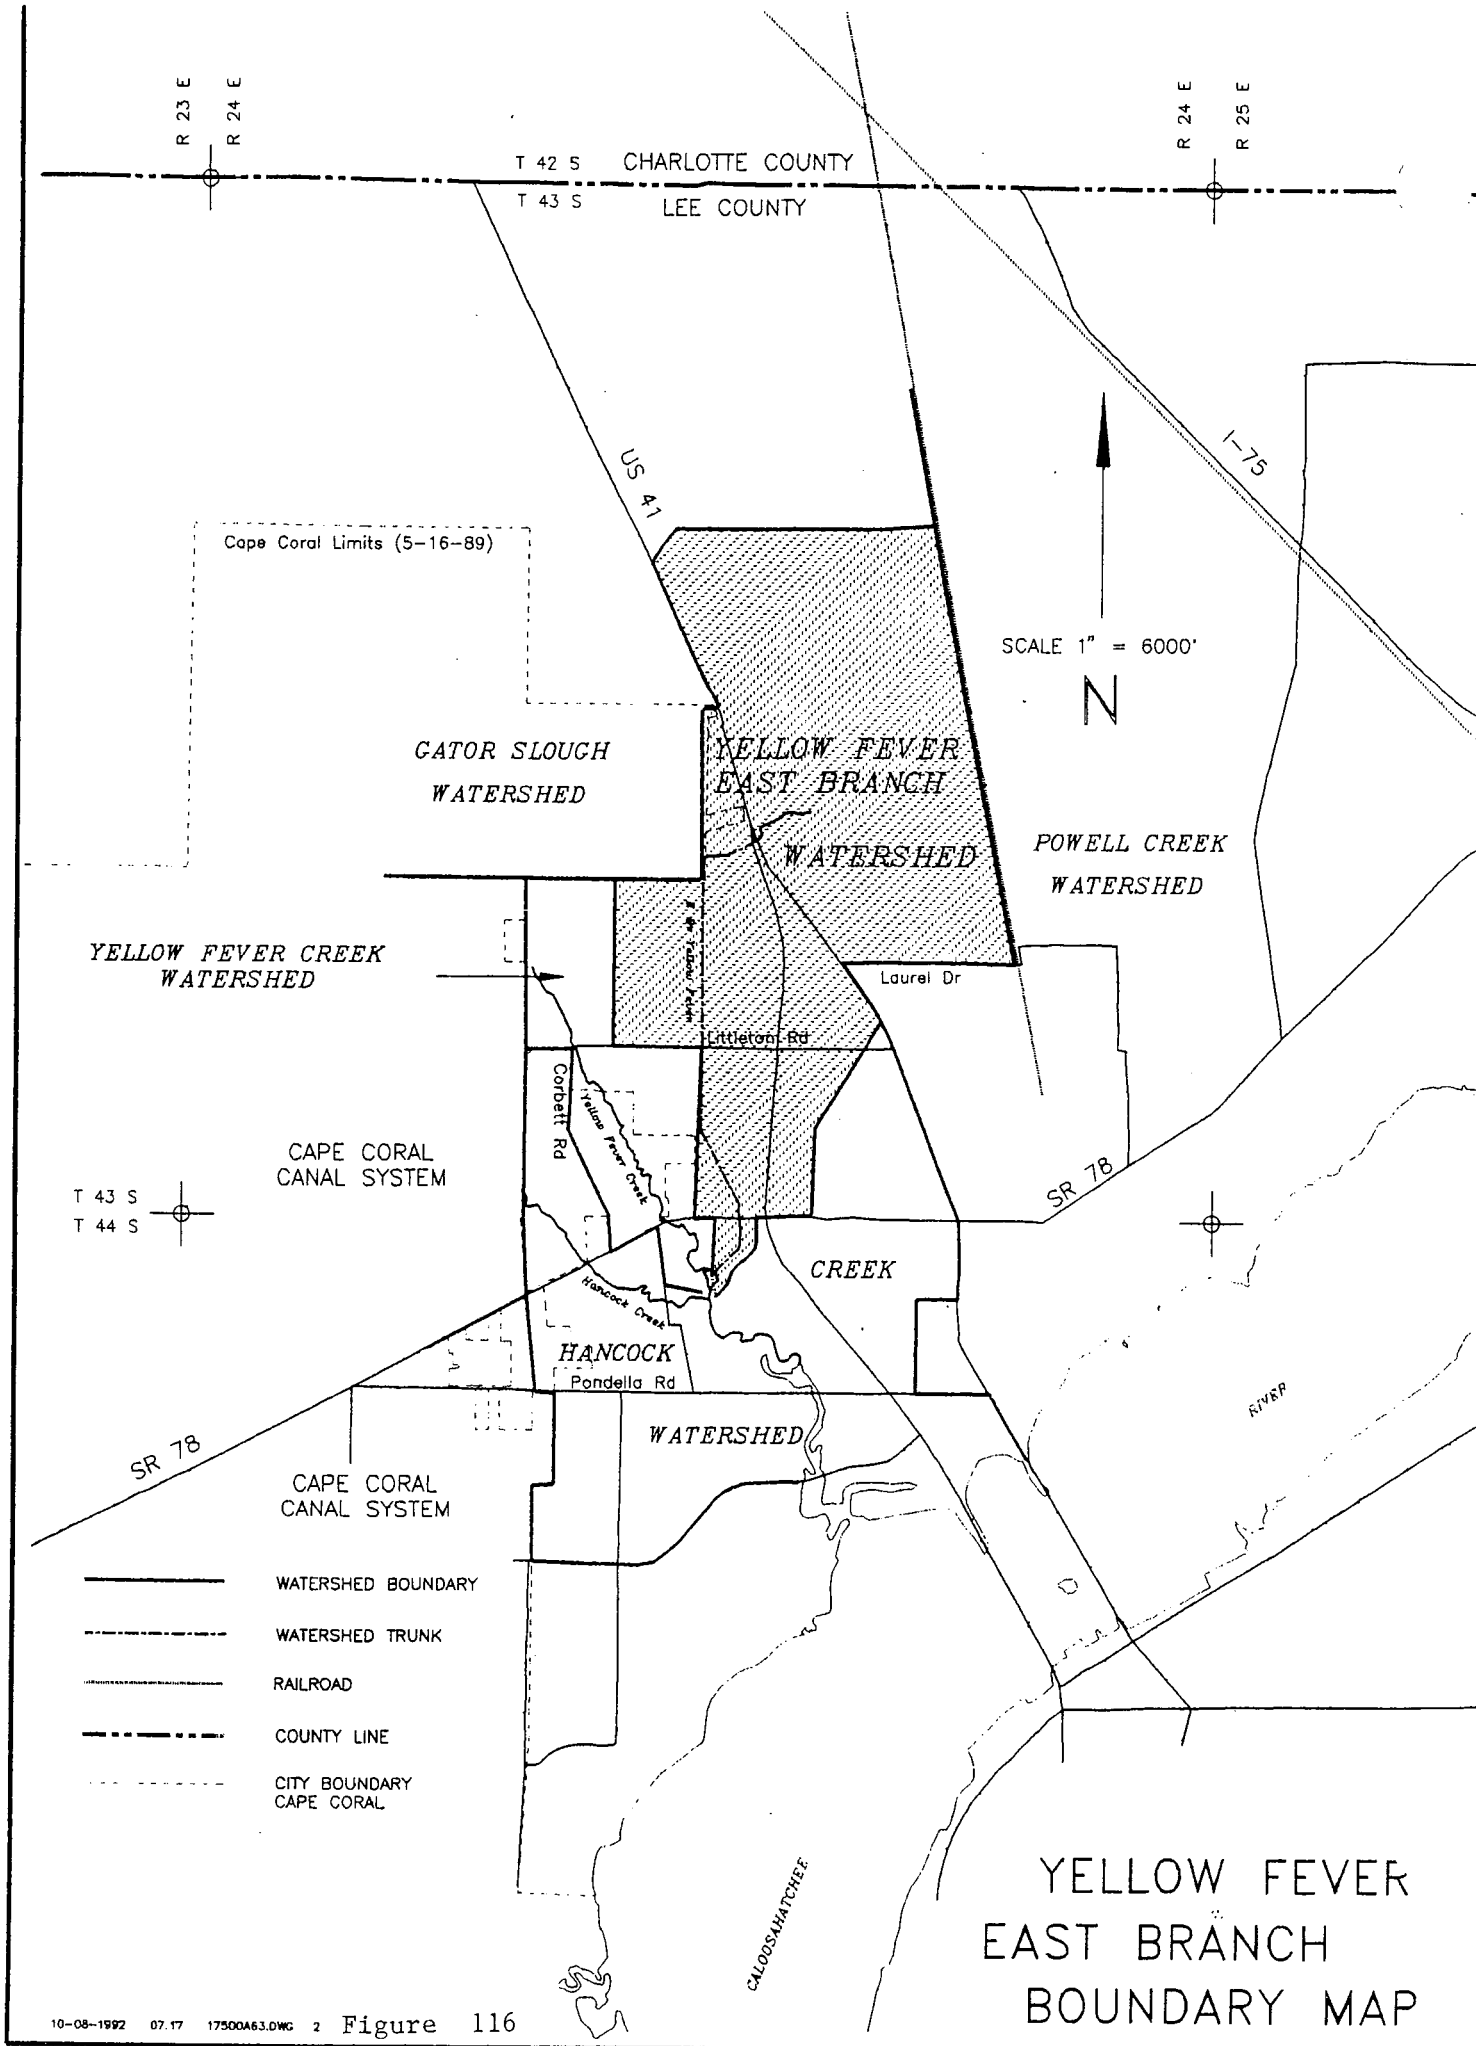 R 23 E
R 24 E
R 24 E
R 25 E
T 42 S
CHARLOTTE COUNTY
T 43 S
LEE COUNTY
US 41
I-75
Cape Coral Limits (5-16-89)
SCALE 1" = 6000'
N
GATOR SLOUGH
WATERSHED
YELLOW FEVER
EAST BRANCH
WATERSHED
POWELL CREEK
WATERSHED
YELLOW FEVER CREEK
WATERSHED
Yellow Fever
Laurel Dr
Littleton Rd
Corbett Rd
Yellow Fever Creek
CAPE CORAL
CANAL SYSTEM
T 43 S
T 44 S
SR 78
CREEK
Hancock Creek
HANCOCK
Pondella Rd
WATERSHED
RIVER
SR 78
CAPE CORAL
CANAL SYSTEM
WATERSHED BOUNDARY
WATERSHED TRUNK
RAILROAD
COUNTY LINE
CITY BOUNDARY
CAPE CORAL
CALOOSAHATCHEE
YELLOW FEVER
EAST BRANCH
BOUNDARY MAP
10-08-1992 07.17 17500A63.DWG 2 Figure 116